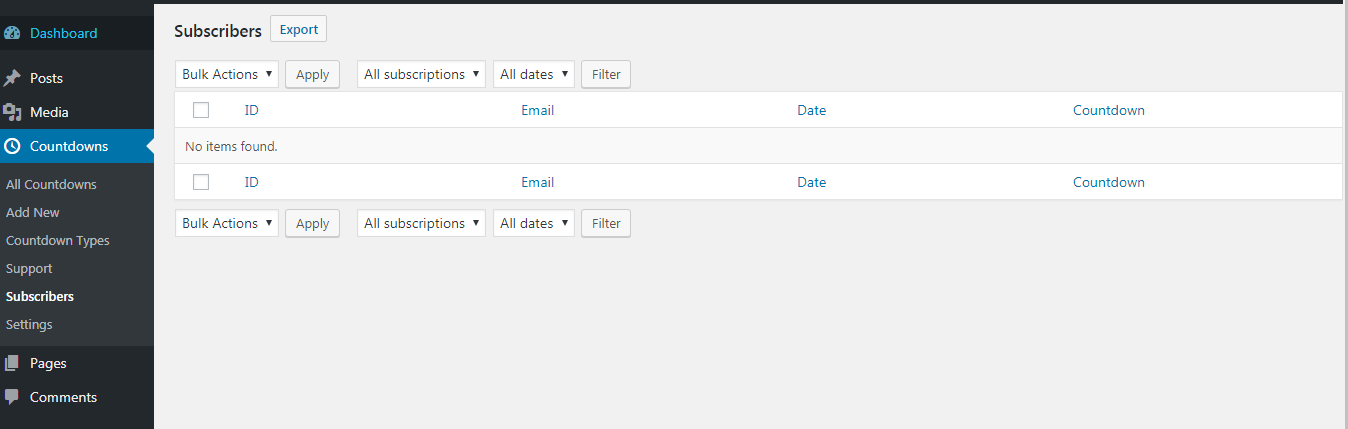 Dashboard
Posts
Media
Countdowns
All Countdowns
Add New
Countdown Types
Support
Subscribers
Settings
Pages
Comments
Subscribers Export
Bulk Actions Apply All subscriptions All dates Filter
ID Email Date Countdown
No items found.
ID Email Date Countdown
Bulk Actions Apply All subscriptions All dates Filter